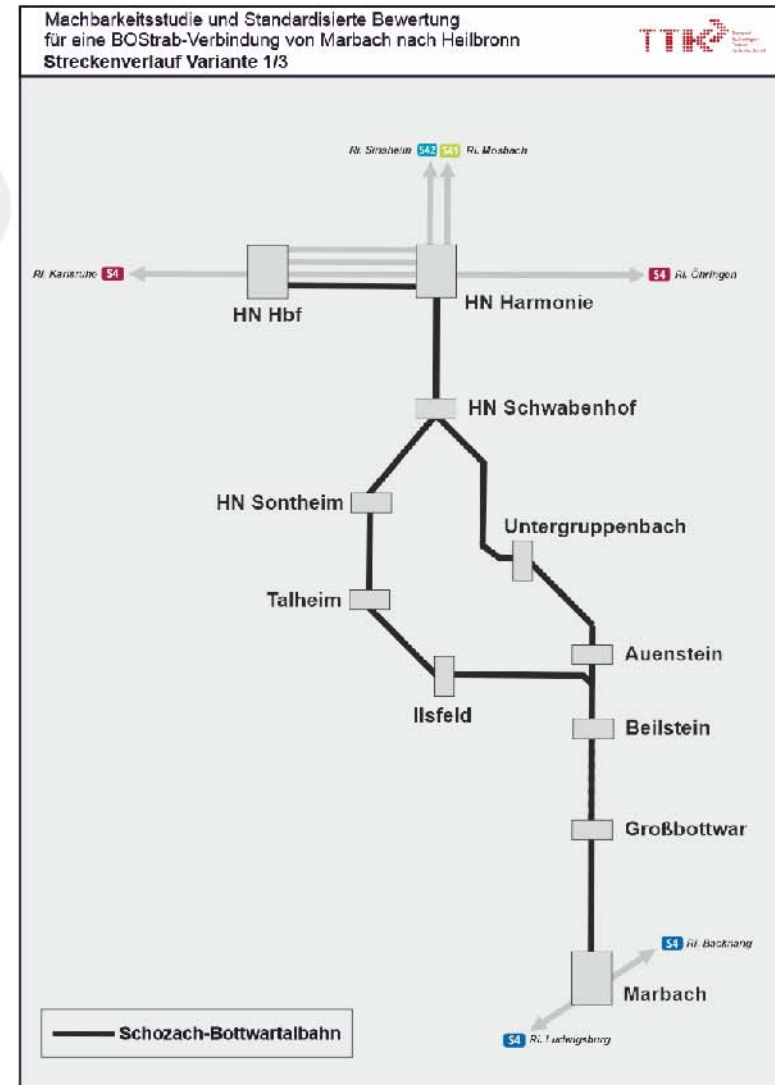 Machbarkeitsstudie und Standardisierte Bewertung
für eine BOStrab-Verbindung von Marbach nach Heilbronn
Streckenverlauf Variante 1/3
TTK
Ri. Sinsheim S42 S41 Ri. Mosbach
Ri. Karlsruhe S4
S4 Ri. Öhringen
HN Hbf
HN Harmonie
HN Schwabenhof
HN Sontheim
Untergruppenbach
Talheim
Auenstein
Ilsfeld
Beilstein
Großbottwar
S4 Ri. Backnang
Marbach
Schozach-Bottwartalbahn
S4 Ri. Ludwigsburg